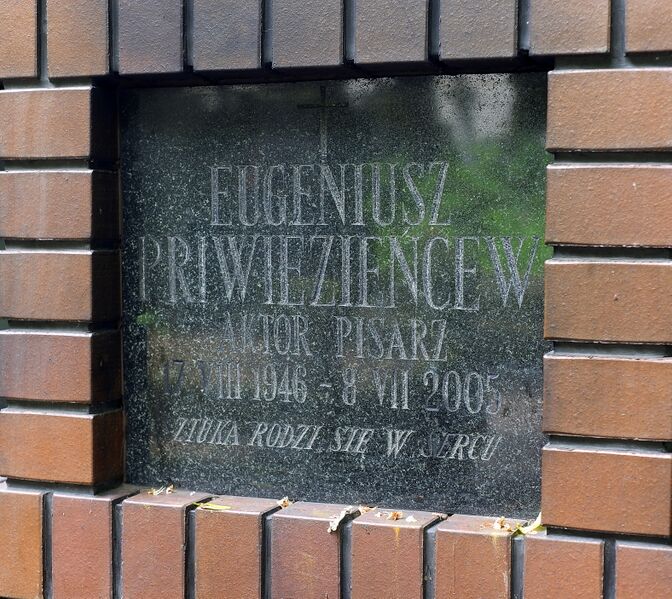 EUGENIUSZ
PRIWIEZIEŃCEW
AKTOR PISARZ
17 VIII 1946 - 8 VII 2005
SZTUKA RODZI SIĘ W SERCU